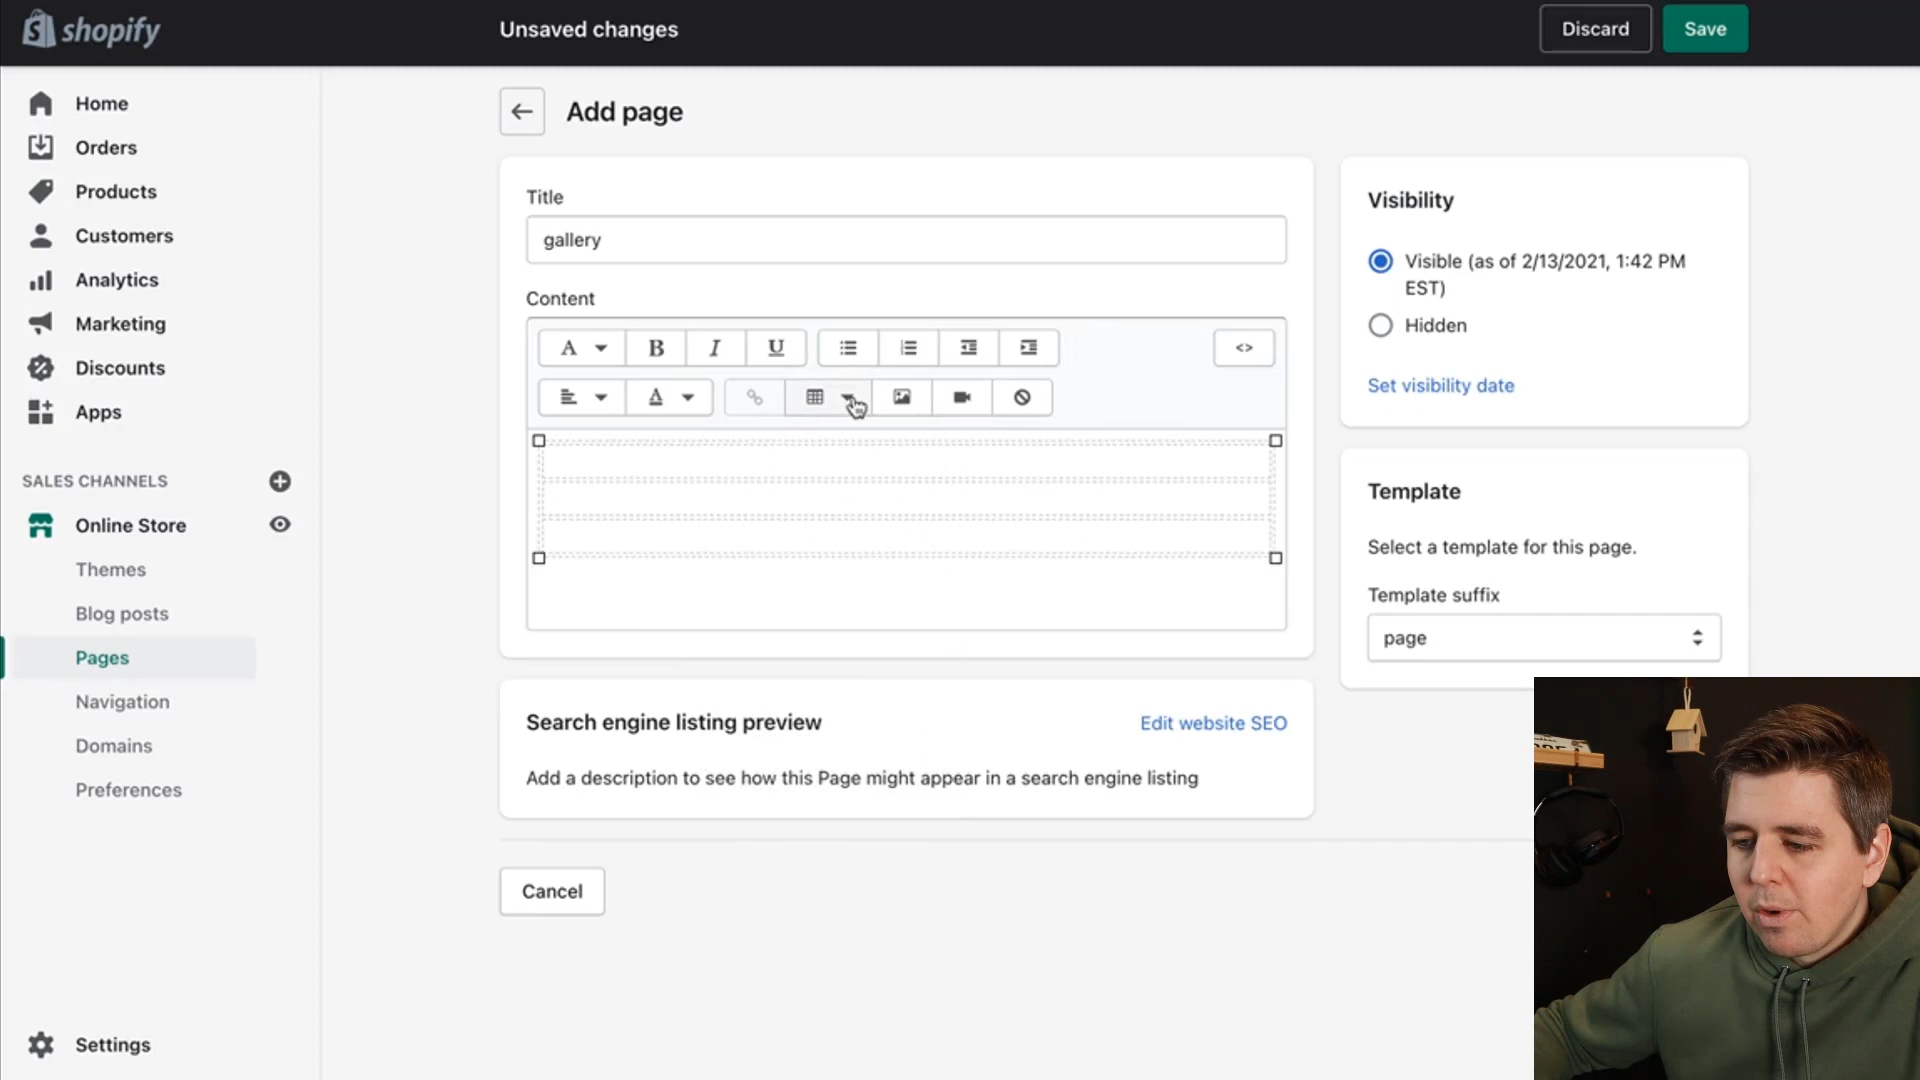 shopify
Unsaved changes
Discard
Save
Home
Orders
Products
Customers
Analytics
Marketing
Discounts
Apps
SALES CHANNELS
Online Store
Themes
Blog posts
Pages
Navigation
Domains
Preferences
Settings
Add page
Title
gallery
Content
A
B
I
U
<>
A
Search engine listing preview
Edit website SEO
Add a description to see how this Page might appear in a search engine listing
Cancel
Visibility
Visible (as of 2/13/2021, 1:42 PM
EST)
Hidden
Set visibility date
Template
Select a template for this page.
Template suffix
page